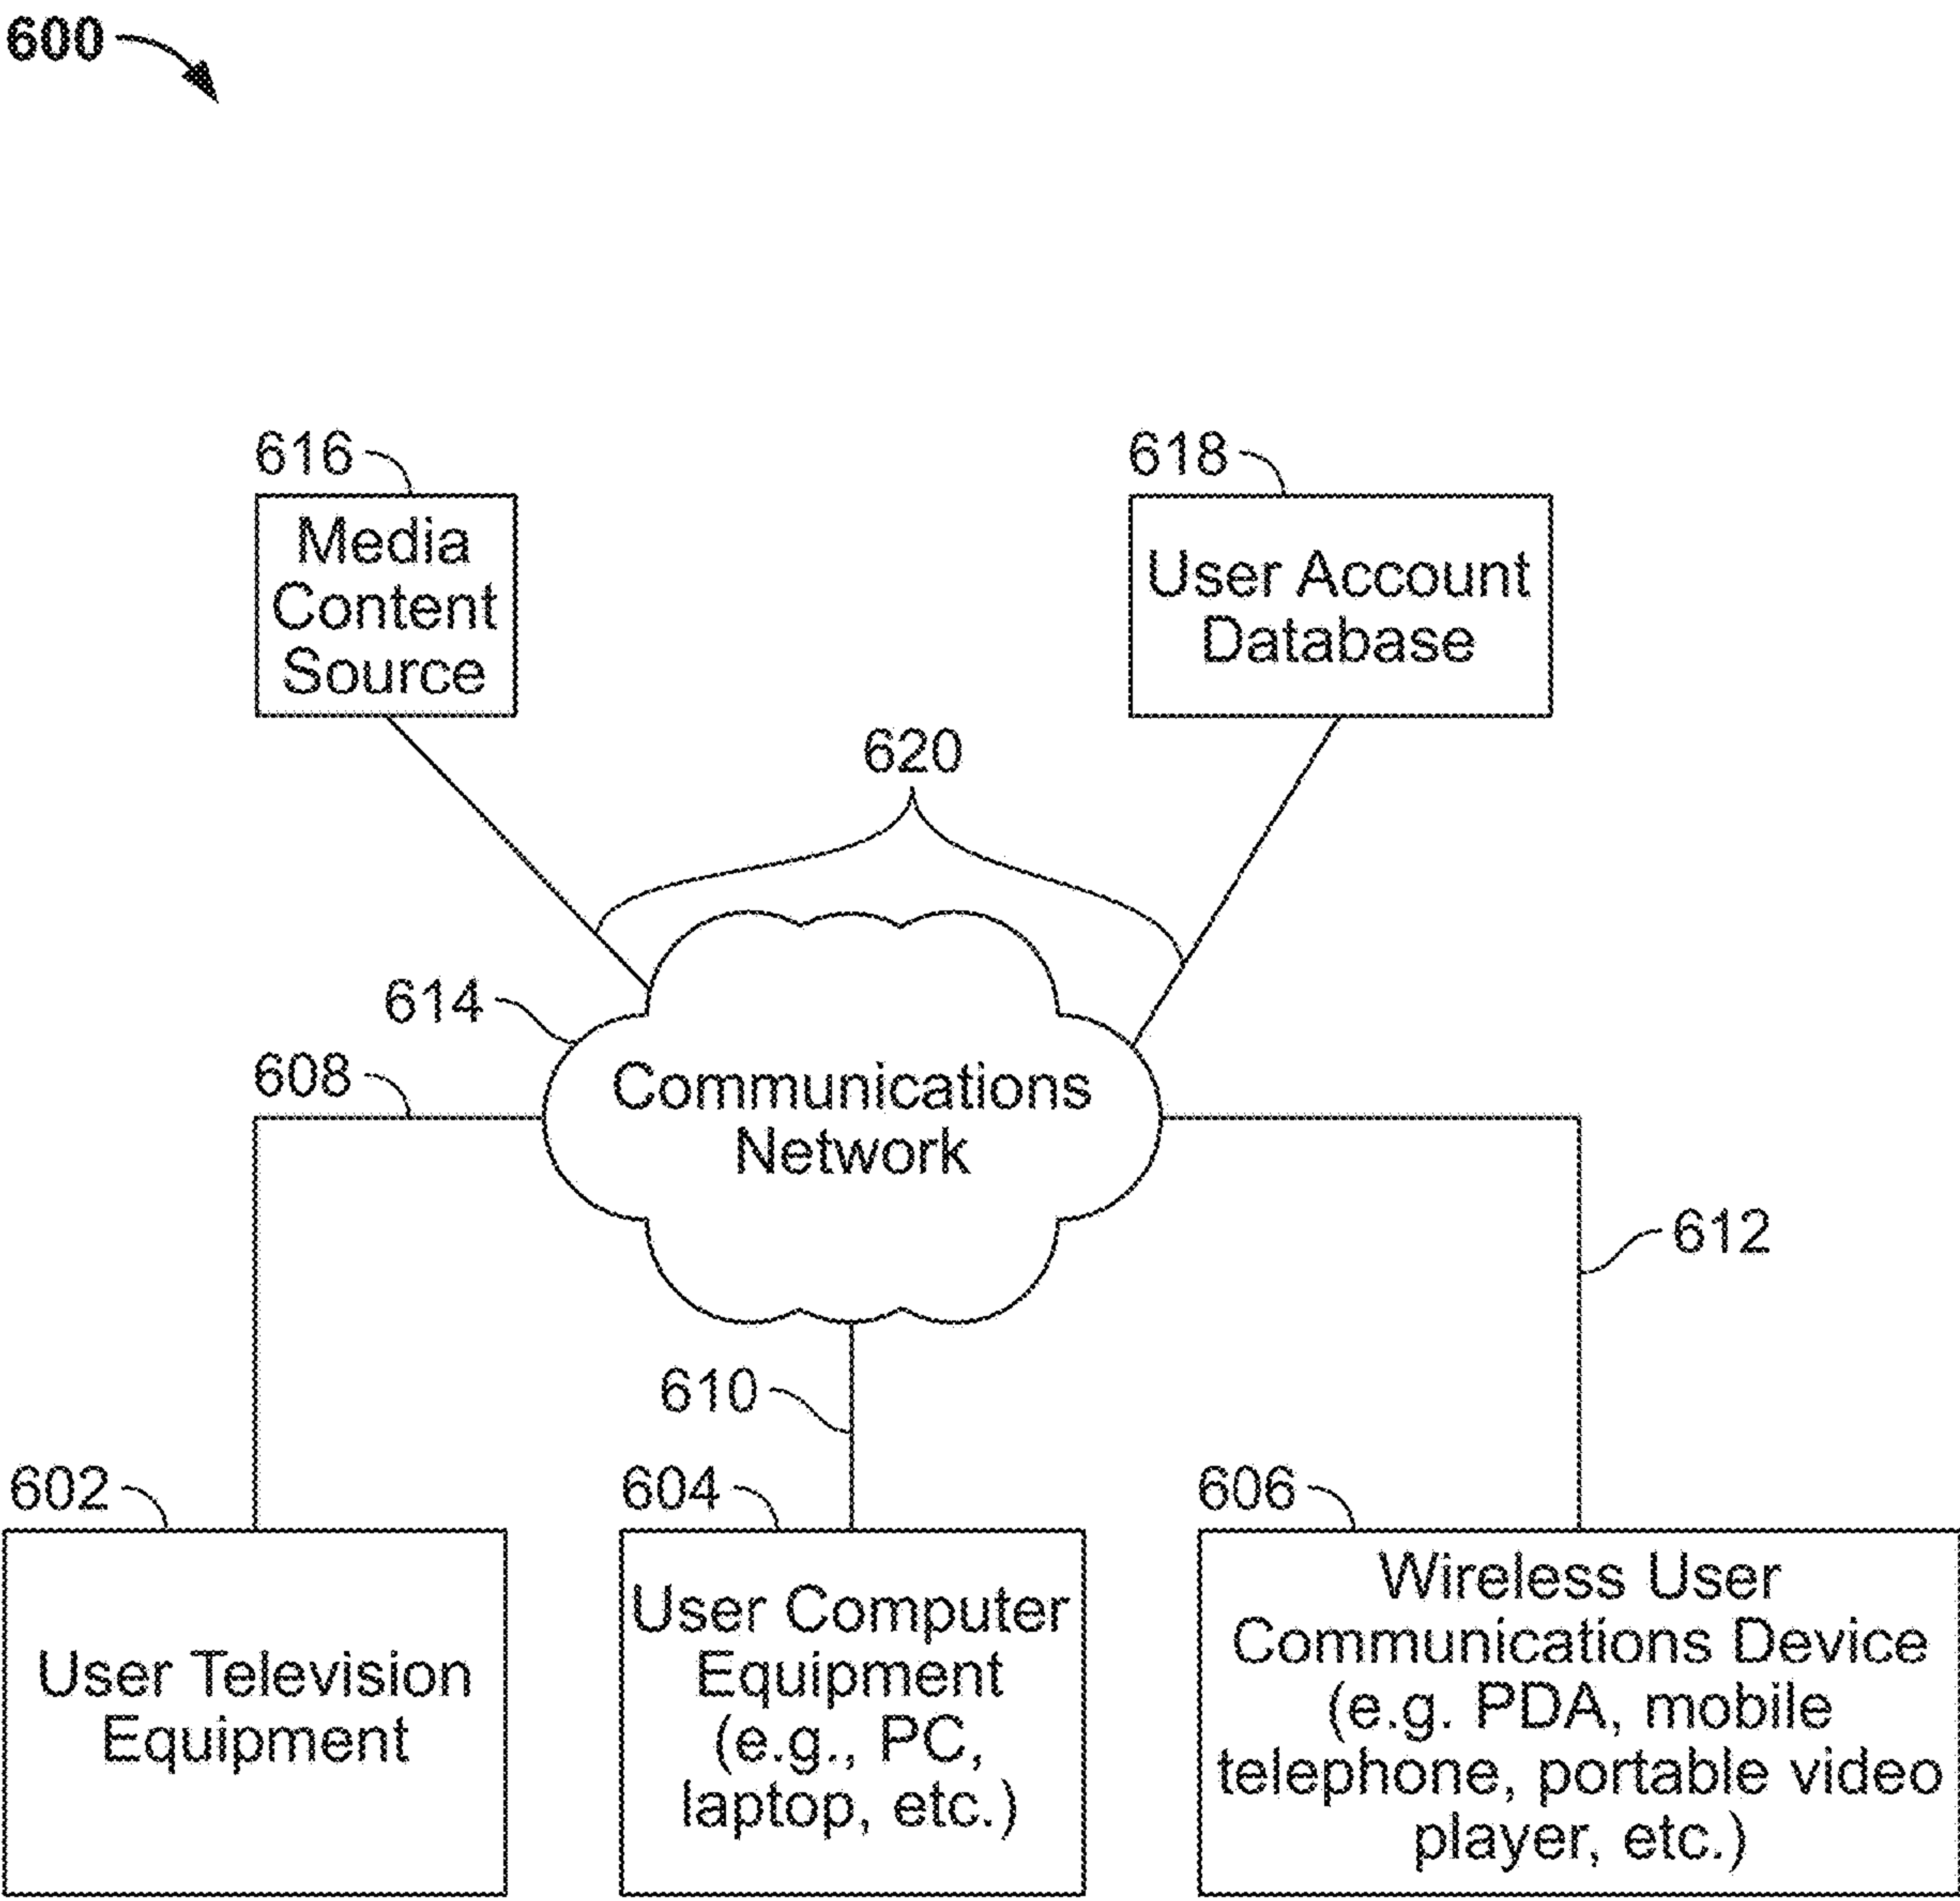 600
616
618
Media
Content
Source
User Account
Database
620
614
608
Communications
Network
612
610
602
604
606
User Television
Equipment
User Computer
Equipment
(e.g., PC,
laptop, etc.)
Wireless User
Communications Device
(e.g. PDA, mobile
telephone, portable video
player, etc.)